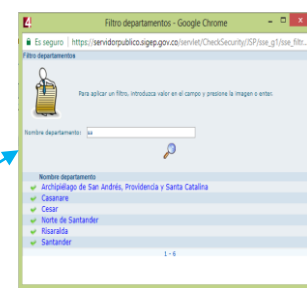 Filtro departamentos - Google Chrome
Es seguro | https://servidorpublico.sigep.gov.co/servlet/CheckSecurity/JSP/sse_g1/sse_filtr...
Filtro departamentos
Para aplicar un filtro, introduzca valor en el campo y presione la imagen o enter.
Nombre departamento: sa
Nombre departamento
Archipiélago de San Andrés, Providencia y Santa Catalina
Casanare
Cesar
Norte de Santander
Risaralda
Santander
1 - 6